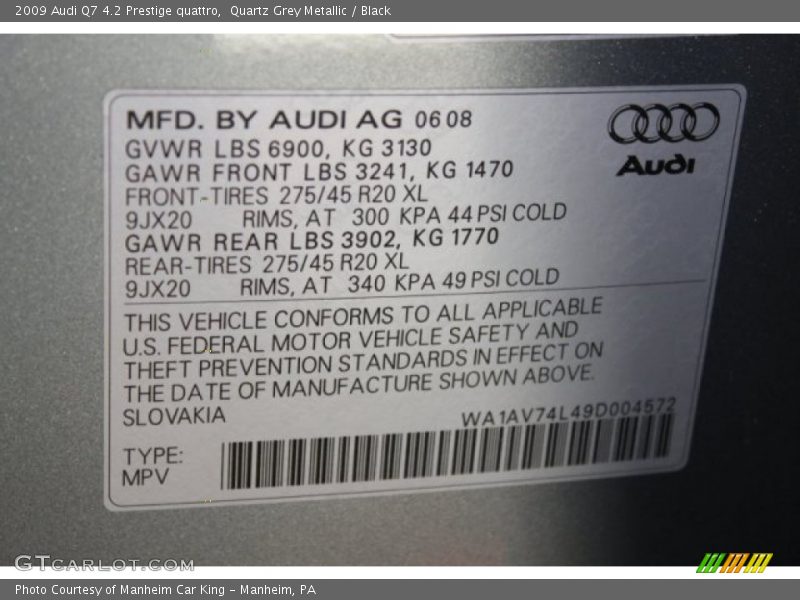 2009 Audi Q7 4.2 Prestige quattro,  Quartz Grey Metallic / Black
MFD. BY AUDI AG 06 08
GVWR LBS 6900, KG 3130
GAWR FRONT LBS 3241, KG 1470
FRONT-TIRES 275/45 R20 XL
9JX20 RIMS, AT 300 KPA 44 PSI COLD
GAWR REAR LBS 3902, KG 1770
REAR-TIRES 275/45 R20 XL
9JX20 RIMS, AT 340 KPA 49 PSI COLD
Audi
THIS VEHICLE CONFORMS TO ALL APPLICABLE
U.S. FEDERAL MOTOR VEHICLE SAFETY AND
THEFT PREVENTION STANDARDS IN EFFECT ON
THE DATE OF MANUFACTURE SHOWN ABOVE.
SLOVAKIA
WA1AV74L49D004572
TYPE:
MPV
GTCARLOT.COM
Photo Courtesy of Manheim Car King - Manheim, PA